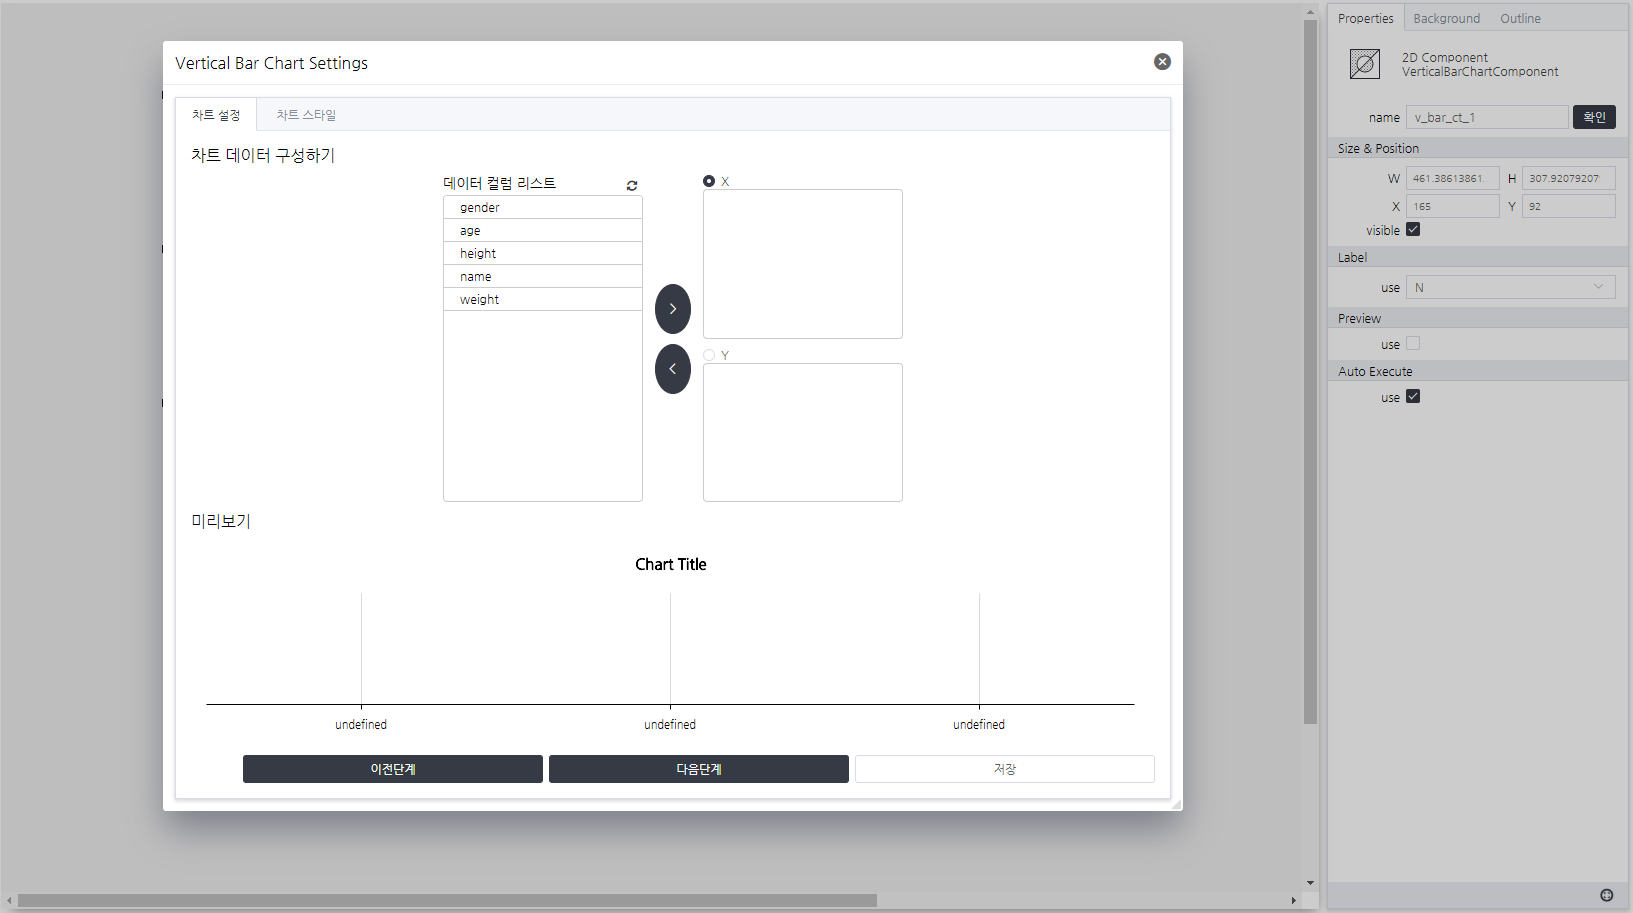 Vertical Bar Chart Settings
차트 설정
차트 스타일
차트 데이터 구성하기
데이터 컬럼 리스트
gender
age
height
name
weight
X
Y
미리보기
Chart Title
undefined undefined undefined
이전단계
다음단계
저장
Properties Background Outline
2D Component
VerticalBarChartComponent
name v_bar_ct_1 확인
Size & Position
W 461.38613861 H 307.92079207
X 165 Y 92
visible
Label
use N
Preview
use
Auto Execute
use